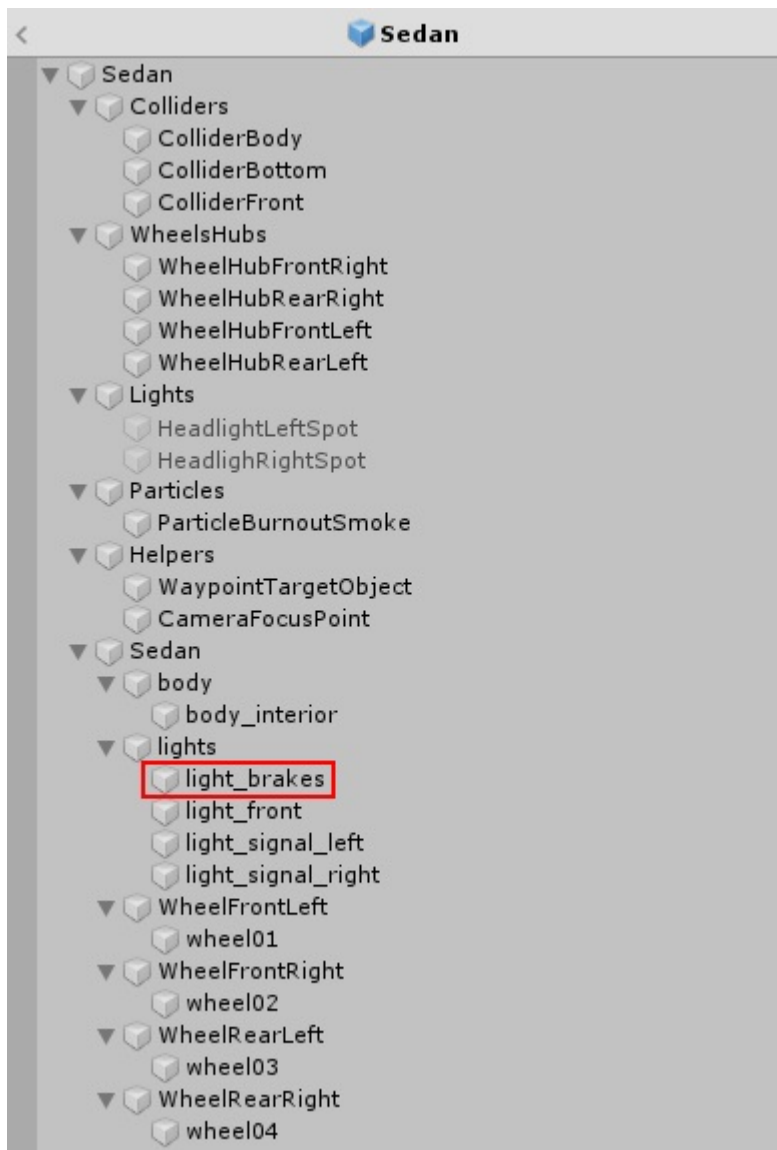 Sedan
Sedan
Colliders
ColliderBody
ColliderBottom
ColliderFront
WheelsHubs
WheelHubFrontRight
WheelHubRearRight
WheelHubFrontLeft
WheelHubRearLeft
Lights
HeadlightLeftSpot
HeadlighRightSpot
Particles
ParticleBurnoutSmoke
Helpers
WaypointTargetObject
CameraFocusPoint
Sedan
body
body_interior
lights
light_brakes
light_front
light_signal_left
light_signal_right
WheelFrontLeft
wheel01
WheelFrontRight
wheel02
WheelRearLeft
wheel03
WheelRearRight
wheel04